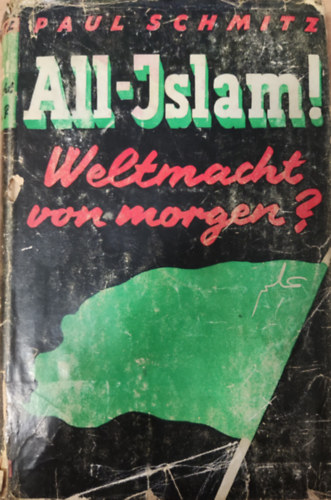 PAUL SCHMITZ
All-Islam!
Weltmacht
von morgen?